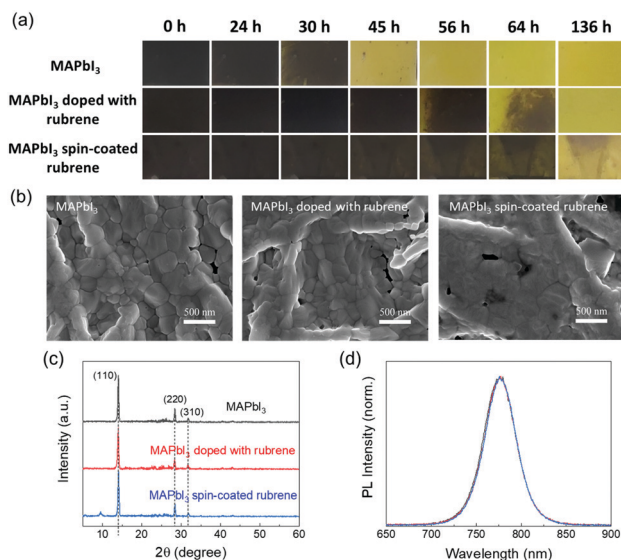 (a)
0 h 24 h 30 h 45 h 56 h 64 h 136 h
MAPbI₃
MAPbI₃ doped with
rubrene
MAPbI₃ spin-coated
rubrene
(b)
MAPbI₃
MAPbI₃ doped with rubrene
MAPbI₃ spin-coated rubrene
500 nm
500 nm
500 nm
(c)
(110)
(220)
(310)
MAPbI₃
MAPbI₃ doped with rubrene
MAPbI₃ spin-coated rubrene
Intensity (a.u.)
10 20 30 40 50 60
2θ (degree)
(d)
PL Intensity (norm.)
650 700 750 800 850 900
Wavelength (nm)